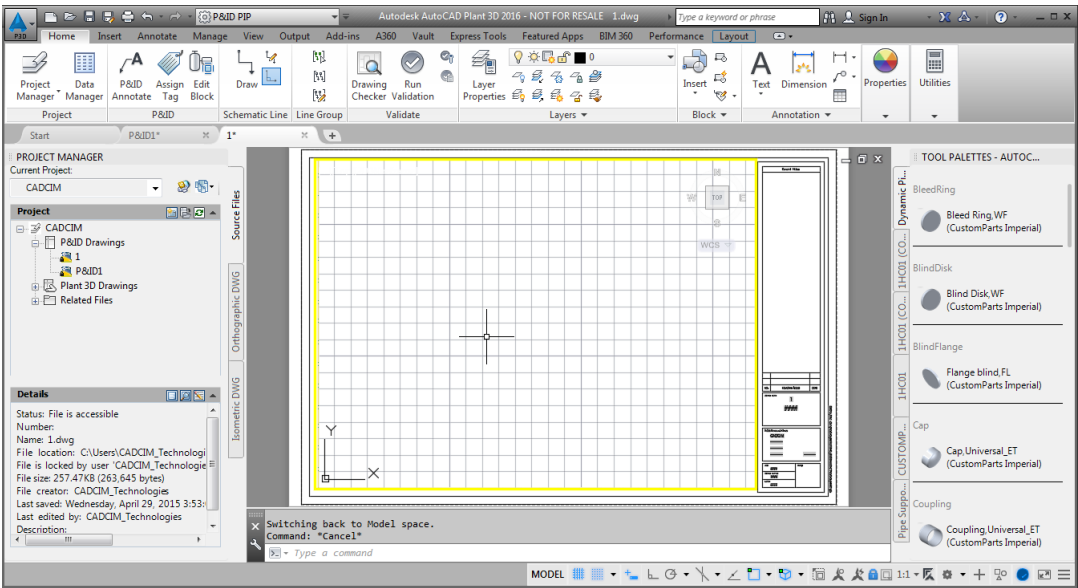 P3D
P&ID PIP
Autodesk AutoCAD Plant 3D 2016 - NOT FOR RESALE 1.dwg
Type a keyword or phrase
Sign In
Home Insert Annotate Manage View Output Add-ins A360 Vault Express Tools Featured Apps BIM 360 Performance Layout
Project Manager
Data Manager
P&ID Annotate
Assign Tag
Edit Block
Draw
Drawing Checker
Run Validation
Layer Properties
0
Insert
Text
Dimension
Properties
Utilities
Project P&ID Schematic Line Line Group Validate Layers Block Annotation
Start P&ID1* 1*
PROJECT MANAGER
Current Project:
CADCIM
Project
CADCIM
P&ID Drawings
1
P&ID1
Plant 3D Drawings
Related Files
Source Files
Orthographic DWG
Isometric DWG
Details
Status: File is accessible
Number:
Name: 1.dwg
File location: C:\Users\CADCIM_Technologi
File is locked by user 'CADCIM_Technologie
File size: 257.47KB (263,645 bytes)
File creator: CADCIM_Technologies
Last saved: Wednesday, April 29, 2015 3:53:
Last edited by: CADCIM_Technologies
Description:
N
W TOP E
S
WCS
Y
X
1
CADCIM
Switching back to Model space.
Command: *Cancel*
Type a command
MODEL
1:1
TOOL PALETTES - AUTOC...
Dynamic Pi...
1HC01 (CO...
1HC01 (CO...
1HC01
CUSTOMP...
Pipe Suppo...
BleedRing
Bleed Ring,WF
(CustomParts Imperial)
BlindDisk
Blind Disk,WF
(CustomParts Imperial)
BlindFlange
Flange blind,FL
(CustomParts Imperial)
Cap
Cap,Universal_ET
(CustomParts Imperial)
Coupling
Coupling,Universal_ET
(CustomParts Imperial)